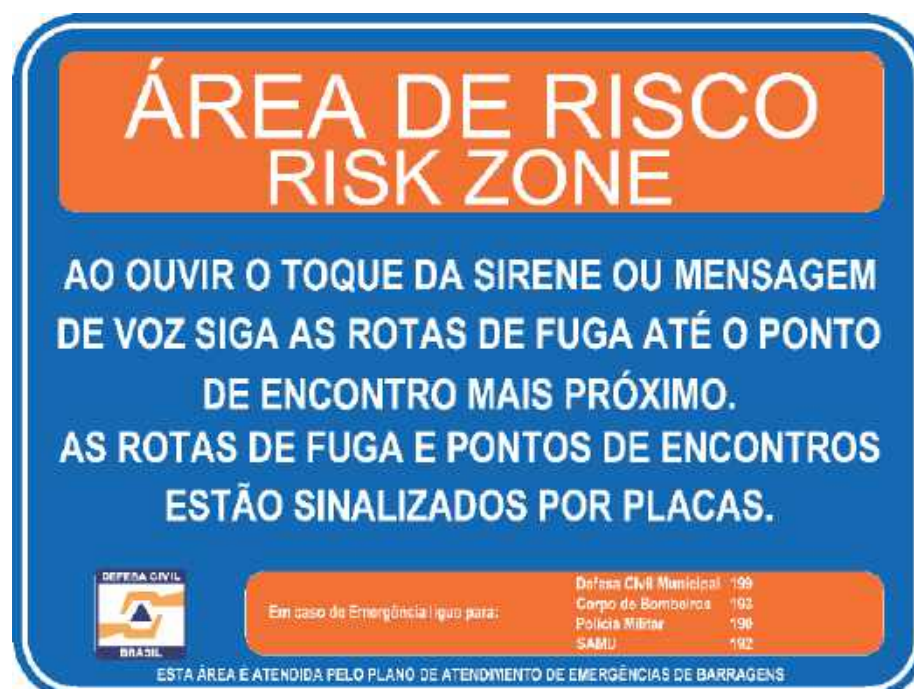 ÁREA DE RISCO
RISK ZONE
AO OUVIR O TOQUE DA SIRENE OU MENSAGEM
DE VOZ SIGA AS ROTAS DE FUGA ATÉ O PONTO
DE ENCONTRO MAIS PRÓXIMO.
AS ROTAS DE FUGA E PONTOS DE ENCONTROS
ESTÃO SINALIZADOS POR PLACAS.
DEFESA CIVIL
BRASIL
Em caso de Emergência ligue para:
Defesa Civil Municipal 199
Corpo de Bombeiros 193
Polícia Militar 190
SAMU 192
ESTA ÁREA É ATENDIDA PELO PLANO DE ATENDIMENTO DE EMERGÊNCIAS DE BARRAGENS